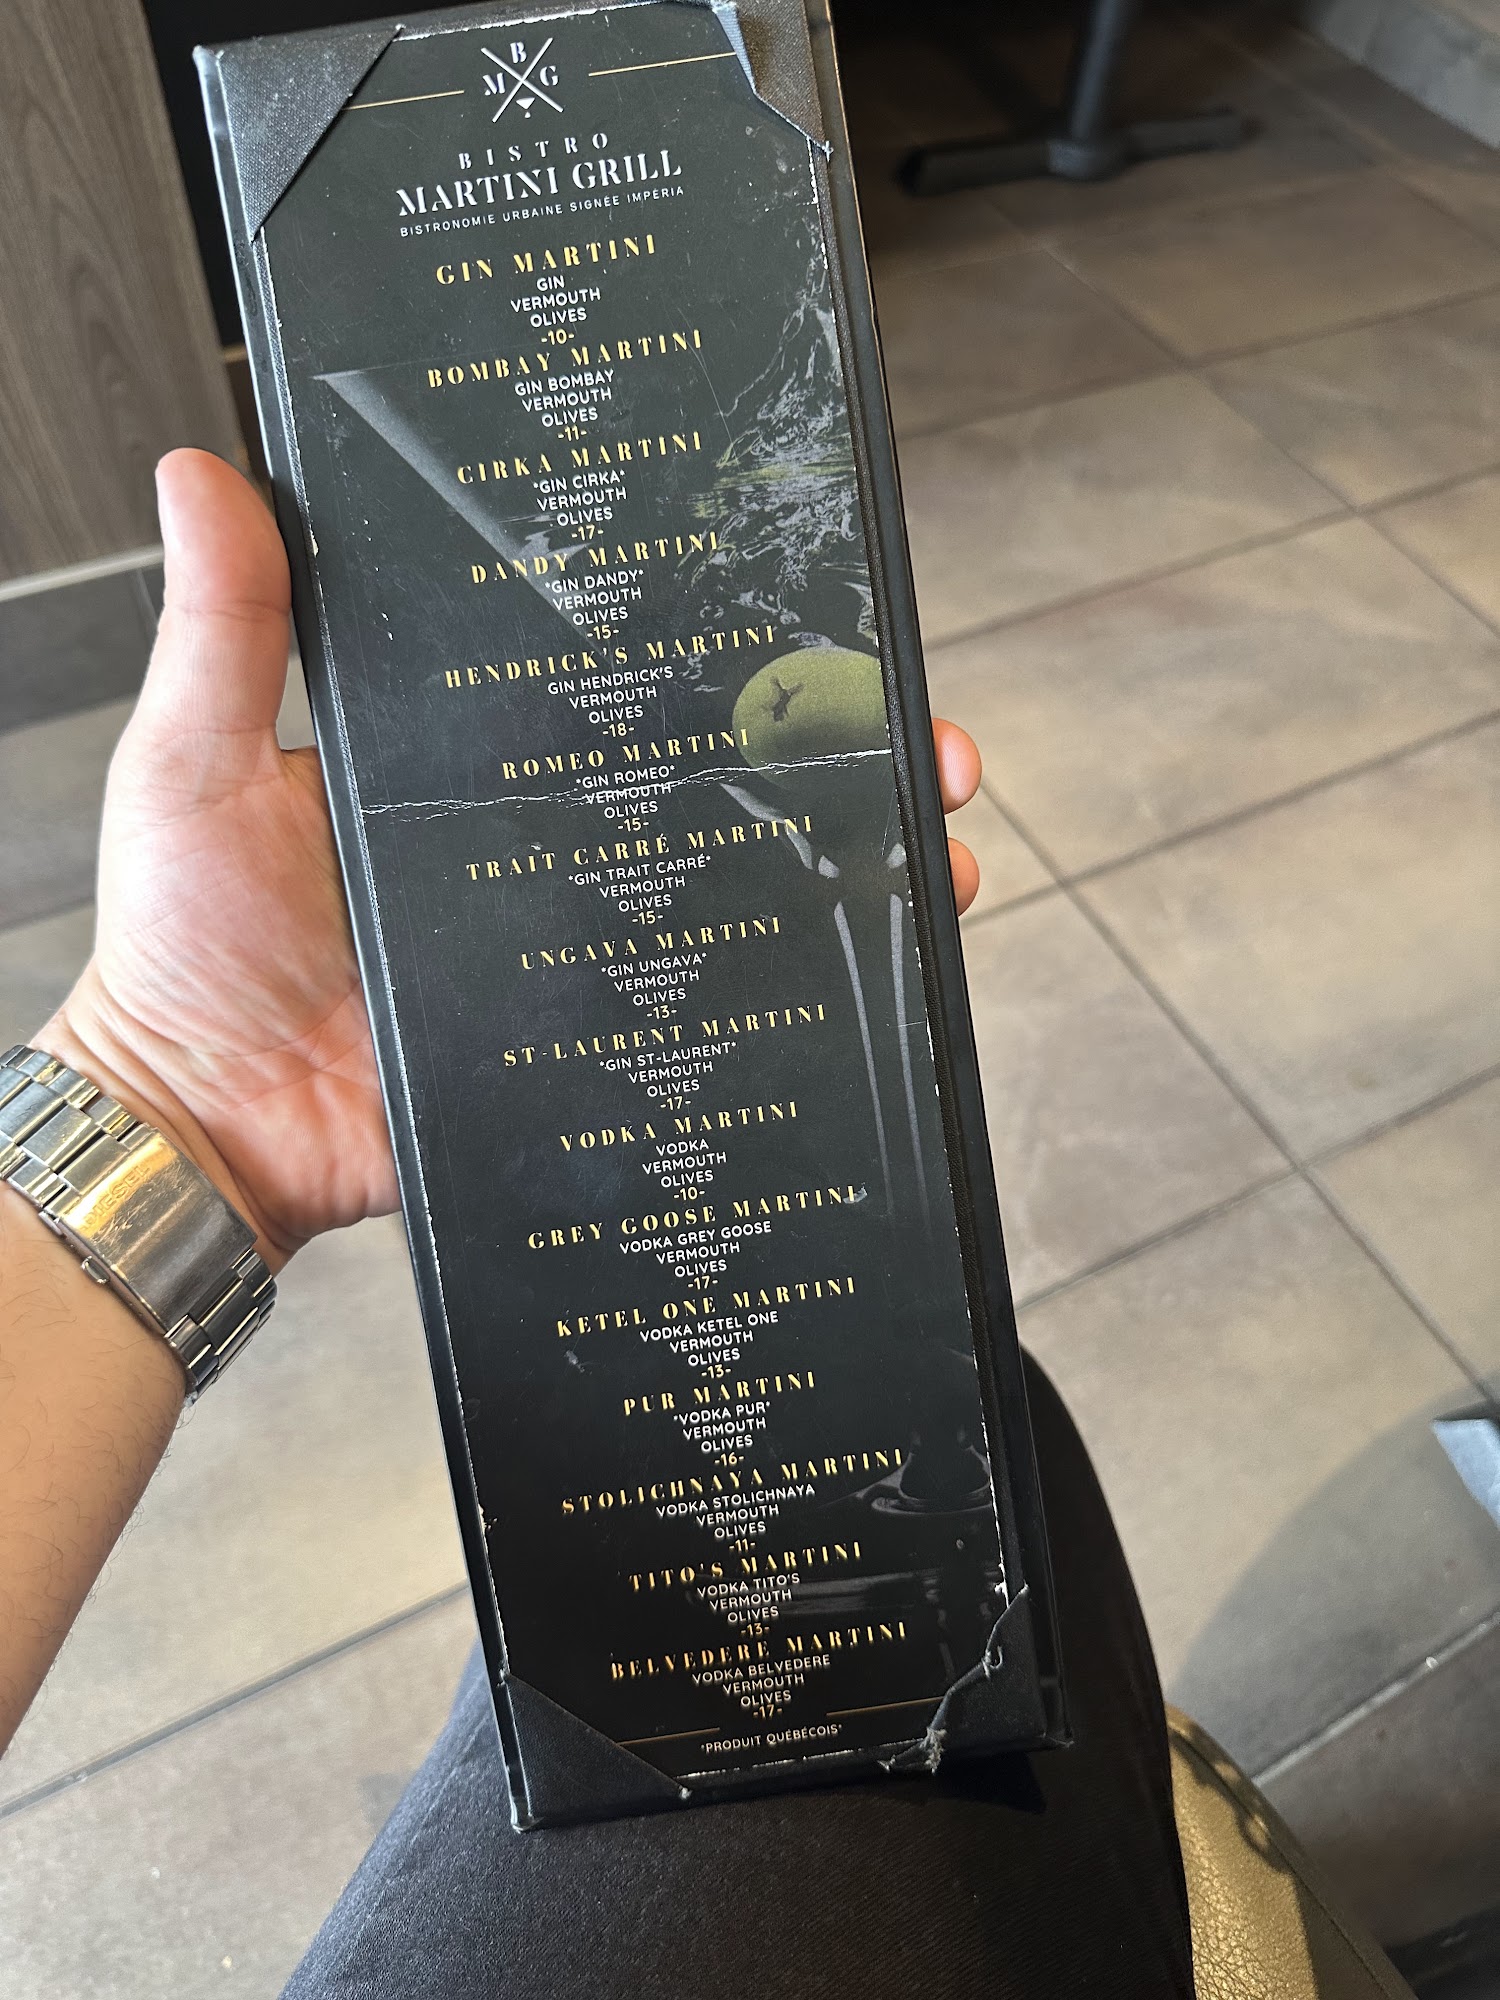 B
M G
BISTRO
MARTINI GRILL
BISTRONOMIE URBAINE SIGNÉE IMPERIA
GIN MARTINI
GIN
VERMOUTH
OLIVES
-10-
BOMBAY MARTINI
GIN BOMBAY
VERMOUTH
OLIVES
-11-
CIRKA MARTINI
*GIN CIRKA*
VERMOUTH
OLIVES
-17-
DANDY MARTINI
*GIN DANDY*
VERMOUTH
OLIVES
-15-
HENDRICK'S MARTINI
GIN HENDRICK'S
VERMOUTH
OLIVES
-18-
ROMEO MARTINI
*GIN ROMEO*
VERMOUTH
OLIVES
-15-
TRAIT CARRÉ MARTINI
*GIN TRAIT CARRÉ*
VERMOUTH
OLIVES
-15-
UNGAVA MARTINI
*GIN UNGAVA*
VERMOUTH
OLIVES
-13-
ST-LAURENT MARTINI
*GIN ST-LAURENT*
VERMOUTH
OLIVES
-17-
VODKA MARTINI
VODKA
VERMOUTH
OLIVES
-10-
GREY GOOSE MARTINI
VODKA GREY GOOSE
VERMOUTH
OLIVES
-17-
KETEL ONE MARTINI
VODKA KETEL ONE
VERMOUTH
OLIVES
-13-
PUR MARTINI
*VODKA PUR*
VERMOUTH
OLIVES
-16-
STOLICHNAYA MARTINI
VODKA STOLICHNAYA
VERMOUTH
OLIVES
-11-
TITO'S MARTINI
VODKA TITO'S
VERMOUTH
OLIVES
-13-
BELVEDERE MARTINI
VODKA BELVEDERE
VERMOUTH
OLIVES
-17-
*PRODUIT QUÉBÉCOIS*
DIESEL